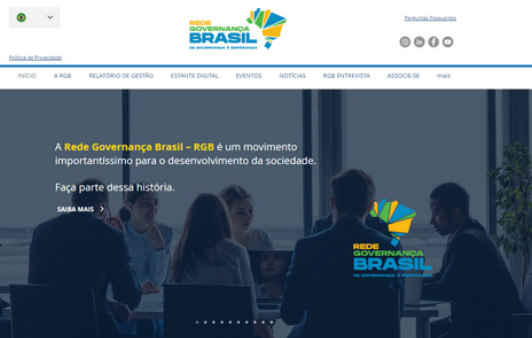 Perguntas Frequentes
REDE
GOVERNANÇA
BRASIL
DA GOVERNANÇA À ESPERANÇA
Política de Privacidade
INÍCIO A RGB RELATÓRIO DE GESTÃO ESTANTE DIGITAL EVENTOS NOTÍCIAS RGB ENTREVISTA ASSOCIE-SE mais
A Rede Governança Brasil – RGB é um movimento
importantíssimo para o desenvolvimento da sociedade.
Faça parte dessa história.
SAIBA MAIS >
REDE
GOVERNANÇA
BRASIL
DA GOVERNANÇA À ESPERANÇA